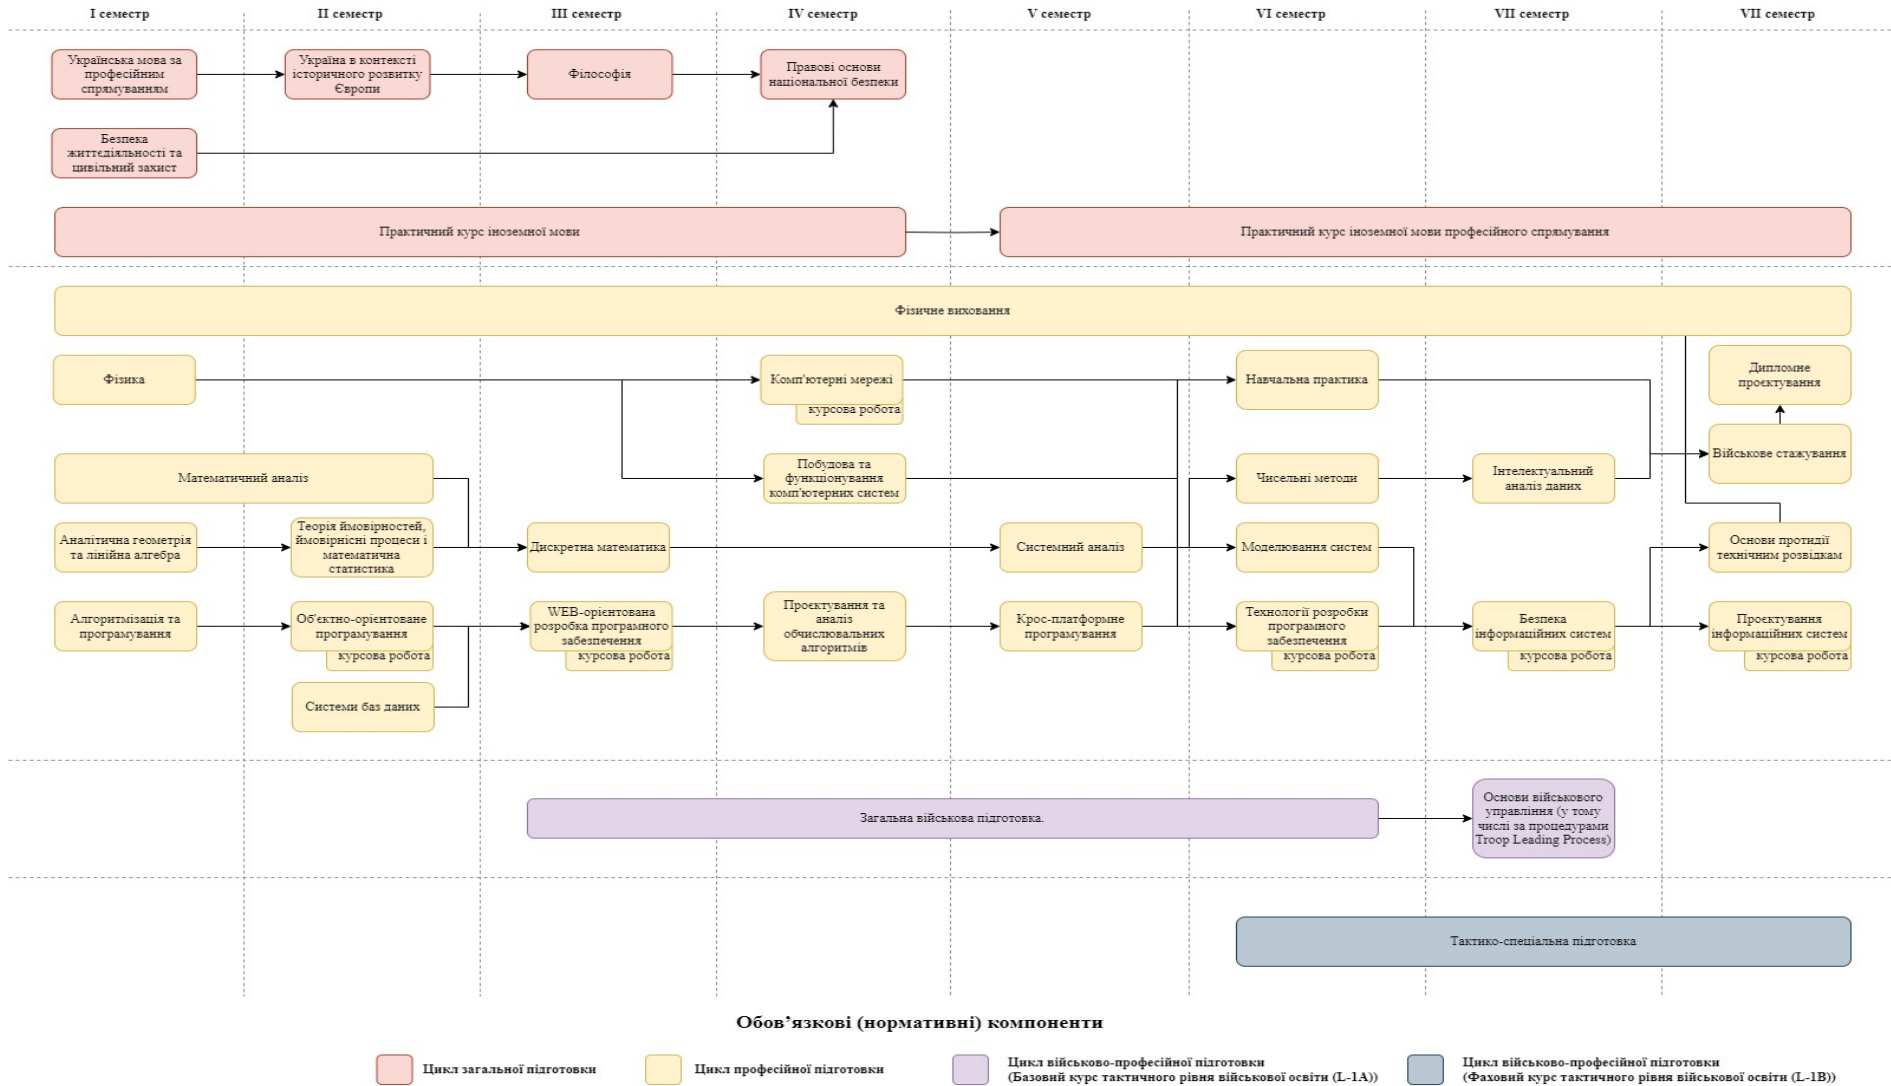 I семестр
II семестр
III семестр
IV семестр
V семестр
VI семестр
VII семестр
VII семестр
Українська мова за
професійним
спрямуванням
Україна в контексті
історичного розвитку
Європи
Філософія
Правові основи
національної безпеки
Безпека
життєдіяльності та
цивільний захист
Практичний курс іноземної мови
Практичний курс іноземної мови професійного спрямування
Фізичне виховання
Фізика
Комп'ютерні мережі
курсова робота
Навчальна практика
Дипломне
проєктування
Математичний аналіз
Побудова та
функціонування
комп'ютерних систем
Чисельні методи
Інтелектуальний
аналіз даних
Військове стажування
Аналітична геометрія
та лінійна алгебра
Теорія ймовірностей,
ймовірнісні процеси і
математична
статистика
Дискретна математика
Системний аналіз
Моделювання систем
Основи протидії
технічним розвідкам
Алгоритмізація та
програмування
Об'єктно-орієнтоване
програмування
курсова робота
WEB-орієнтована
розробка програмного
забезпечення
курсова робота
Проєктування та
аналіз
обчислювальних
алгоритмів
Крос-платформне
програмування
Технології розробки
програмного
забезпечення
курсова робота
Безпека
інформаційних систем
курсова робота
Проєктування
інформаційних систем
курсова робота
Системи баз даних
Загальна військова підготовка.
Основи військового
управління (у тому
числі за процедурами
Troop Leading Process)
Тактико-спеціальна підготовка
Обов’язкові (нормативні) компоненти
Цикл загальної підготовки
Цикл професійної підготовки
Цикл військово-професійної підготовки
(Базовий курс тактичного рівня військової освіти (L-1A))
Цикл військово-професійної підготовки
(Фаховий курс тактичного рівня військової освіти (L-1B))